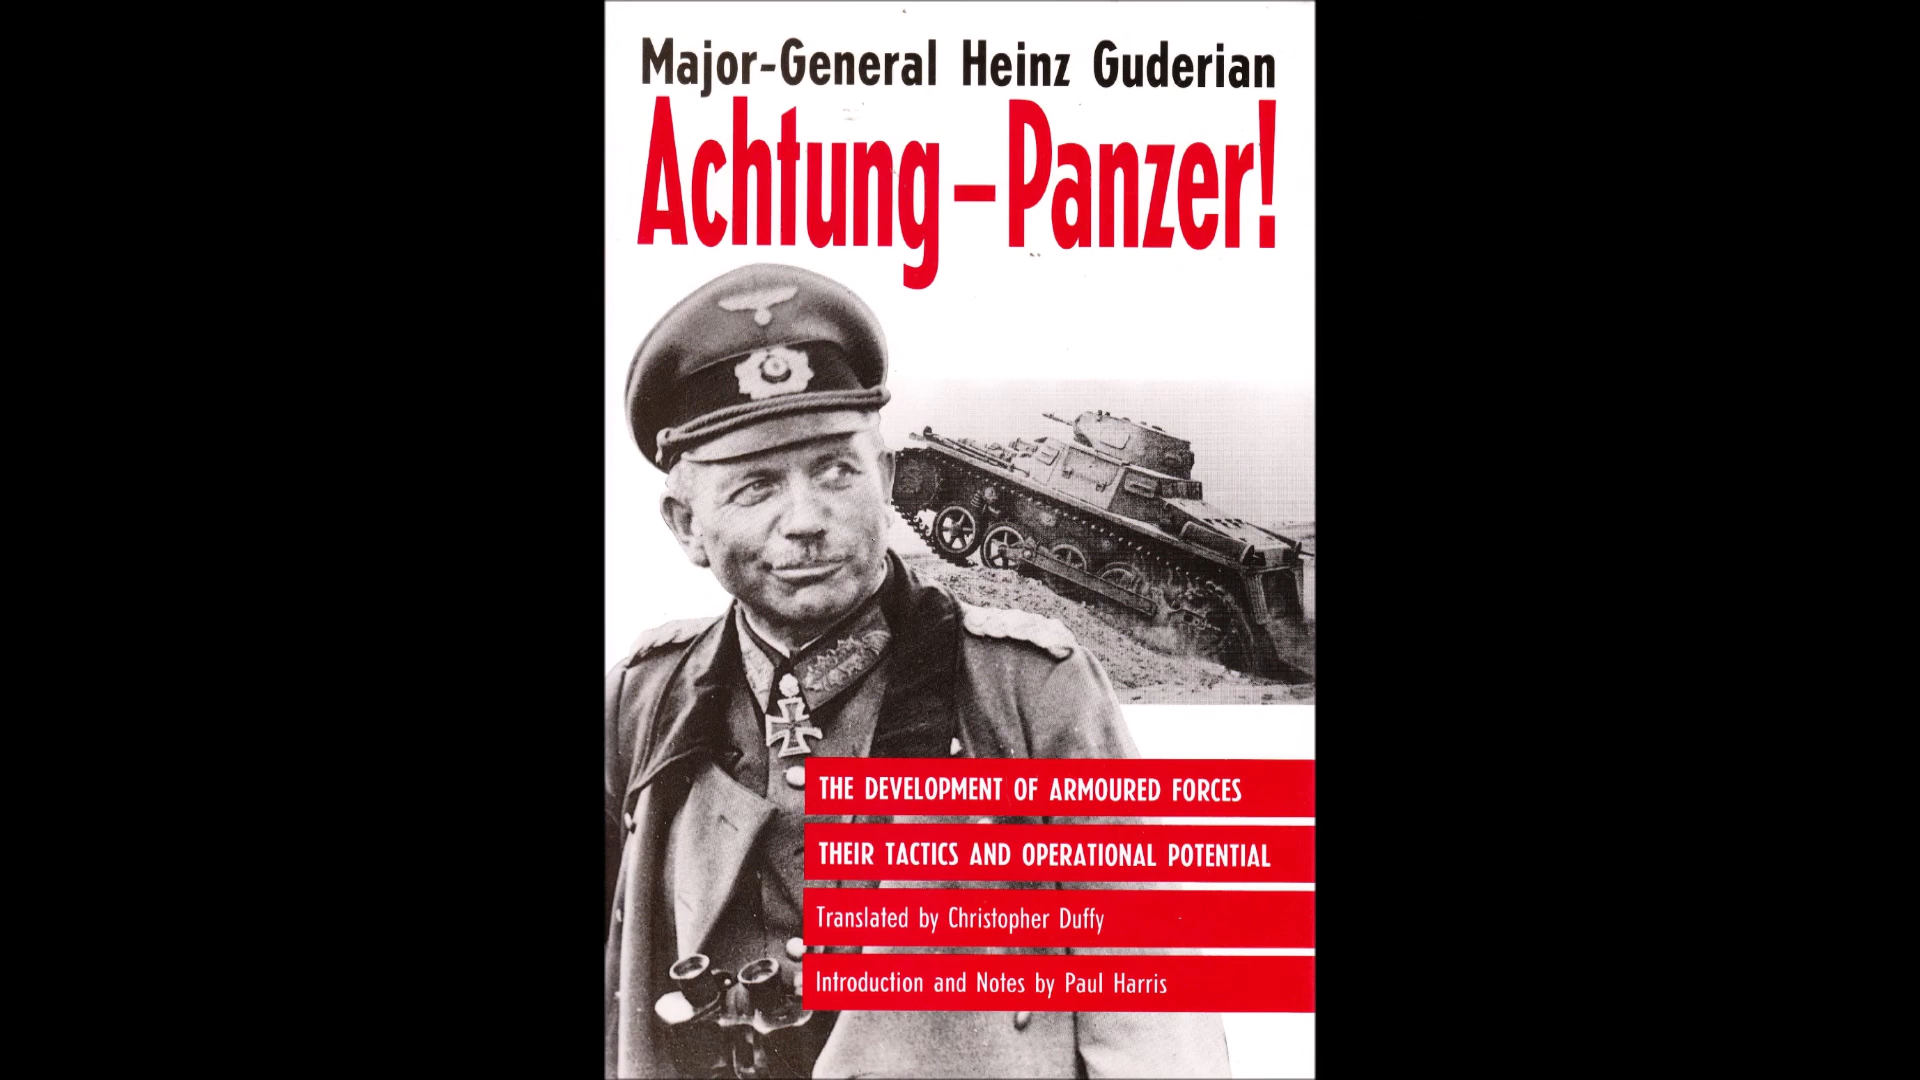 Major-General Heinz Guderian
Achtung–Panzer!
THE DEVELOPMENT OF ARMOURED FORCES
THEIR TACTICS AND OPERATIONAL POTENTIAL
Translated by Christopher Duffy
Introduction and Notes by Paul Harris